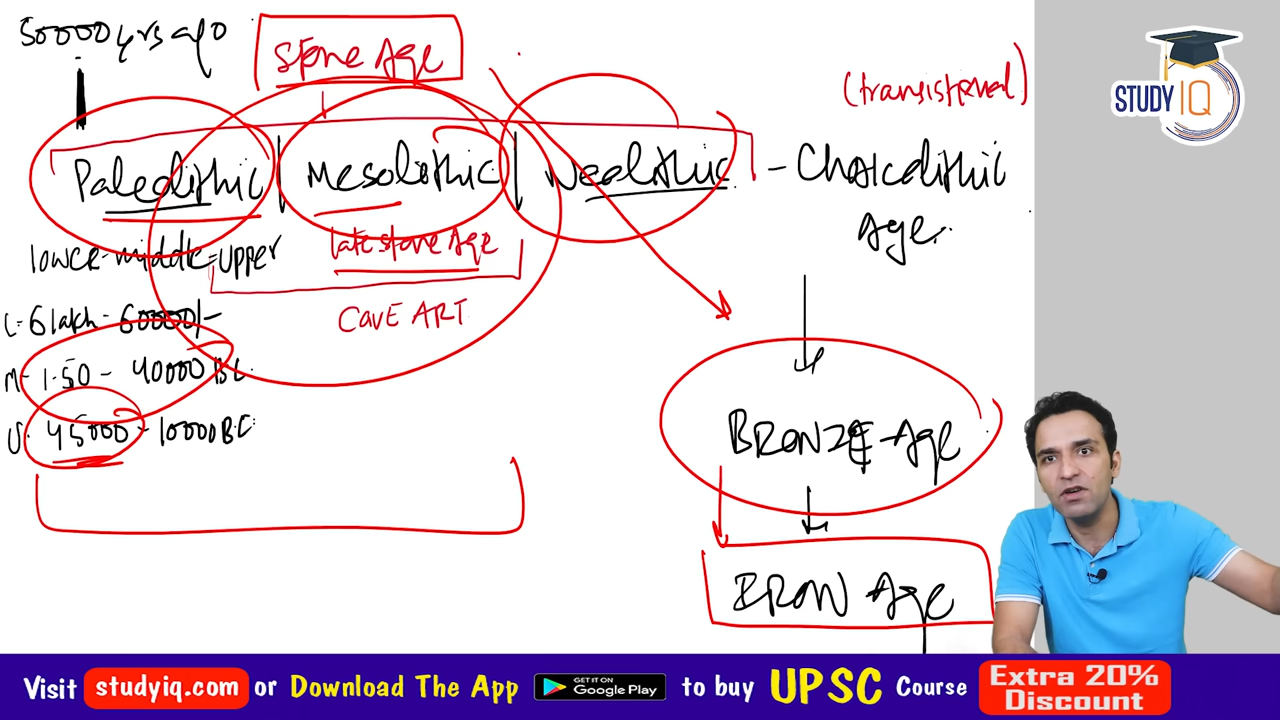 50000 yrs ago
Stone Age
(transistional)
STUDY IQ
Paleolithic | Mesolithic | Neolithic - Chalcolithic
Age
lower-middle-upper
late stone Age
L-6 lakh - 60000/-
CavE ART
M- 1.50 - 40000 BC.
U- 45000 - 10000 BC
BRONZE-Age
IRON Age
Visit studyiq.com or Download The App GET IT ON Google Play to buy UPSC Course Extra 20% Discount